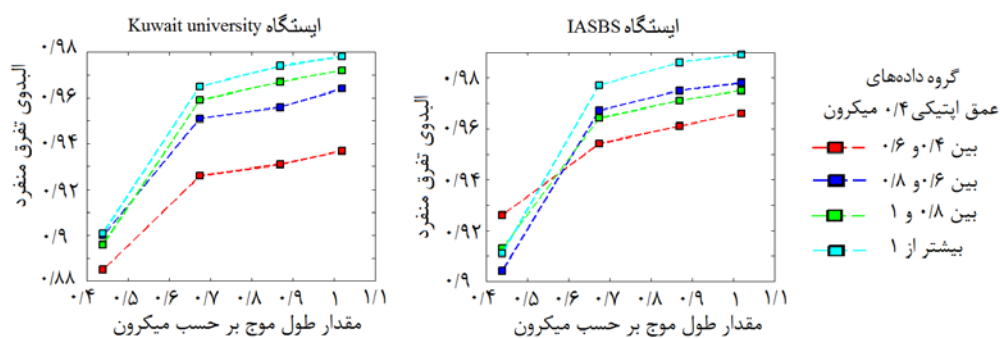 ایستگاه Kuwait university
البدوی تفرق منفرد
۰/۹۸
۰/۹۶
۰/۹۴
۰/۹۲
۰/۹
۰/۸۸
۰/۴ ۰/۵ ۰/۶ ۰/۷ ۰/۸ ۰/۹ ۱ ۱/۱
مقدار طول موج بر حسب میکرون
ایستگاه IASBS
البدوی تفرق منفرد
۰/۹۸
۰/۹۶
۰/۹۴
۰/۹۲
۰/۹
۰/۴ ۰/۵ ۰/۶ ۰/۷ ۰/۸ ۰/۹ ۱ ۱/۱
مقدار طول موج بر حسب میکرون
گروه داده‌های
عمق اپتیکی ۰/۴ میکرون
بین ۰/۴ و ۰/۶
بین ۰/۶ و ۰/۸
بین ۰/۸ و ۱
بیشتر از ۱